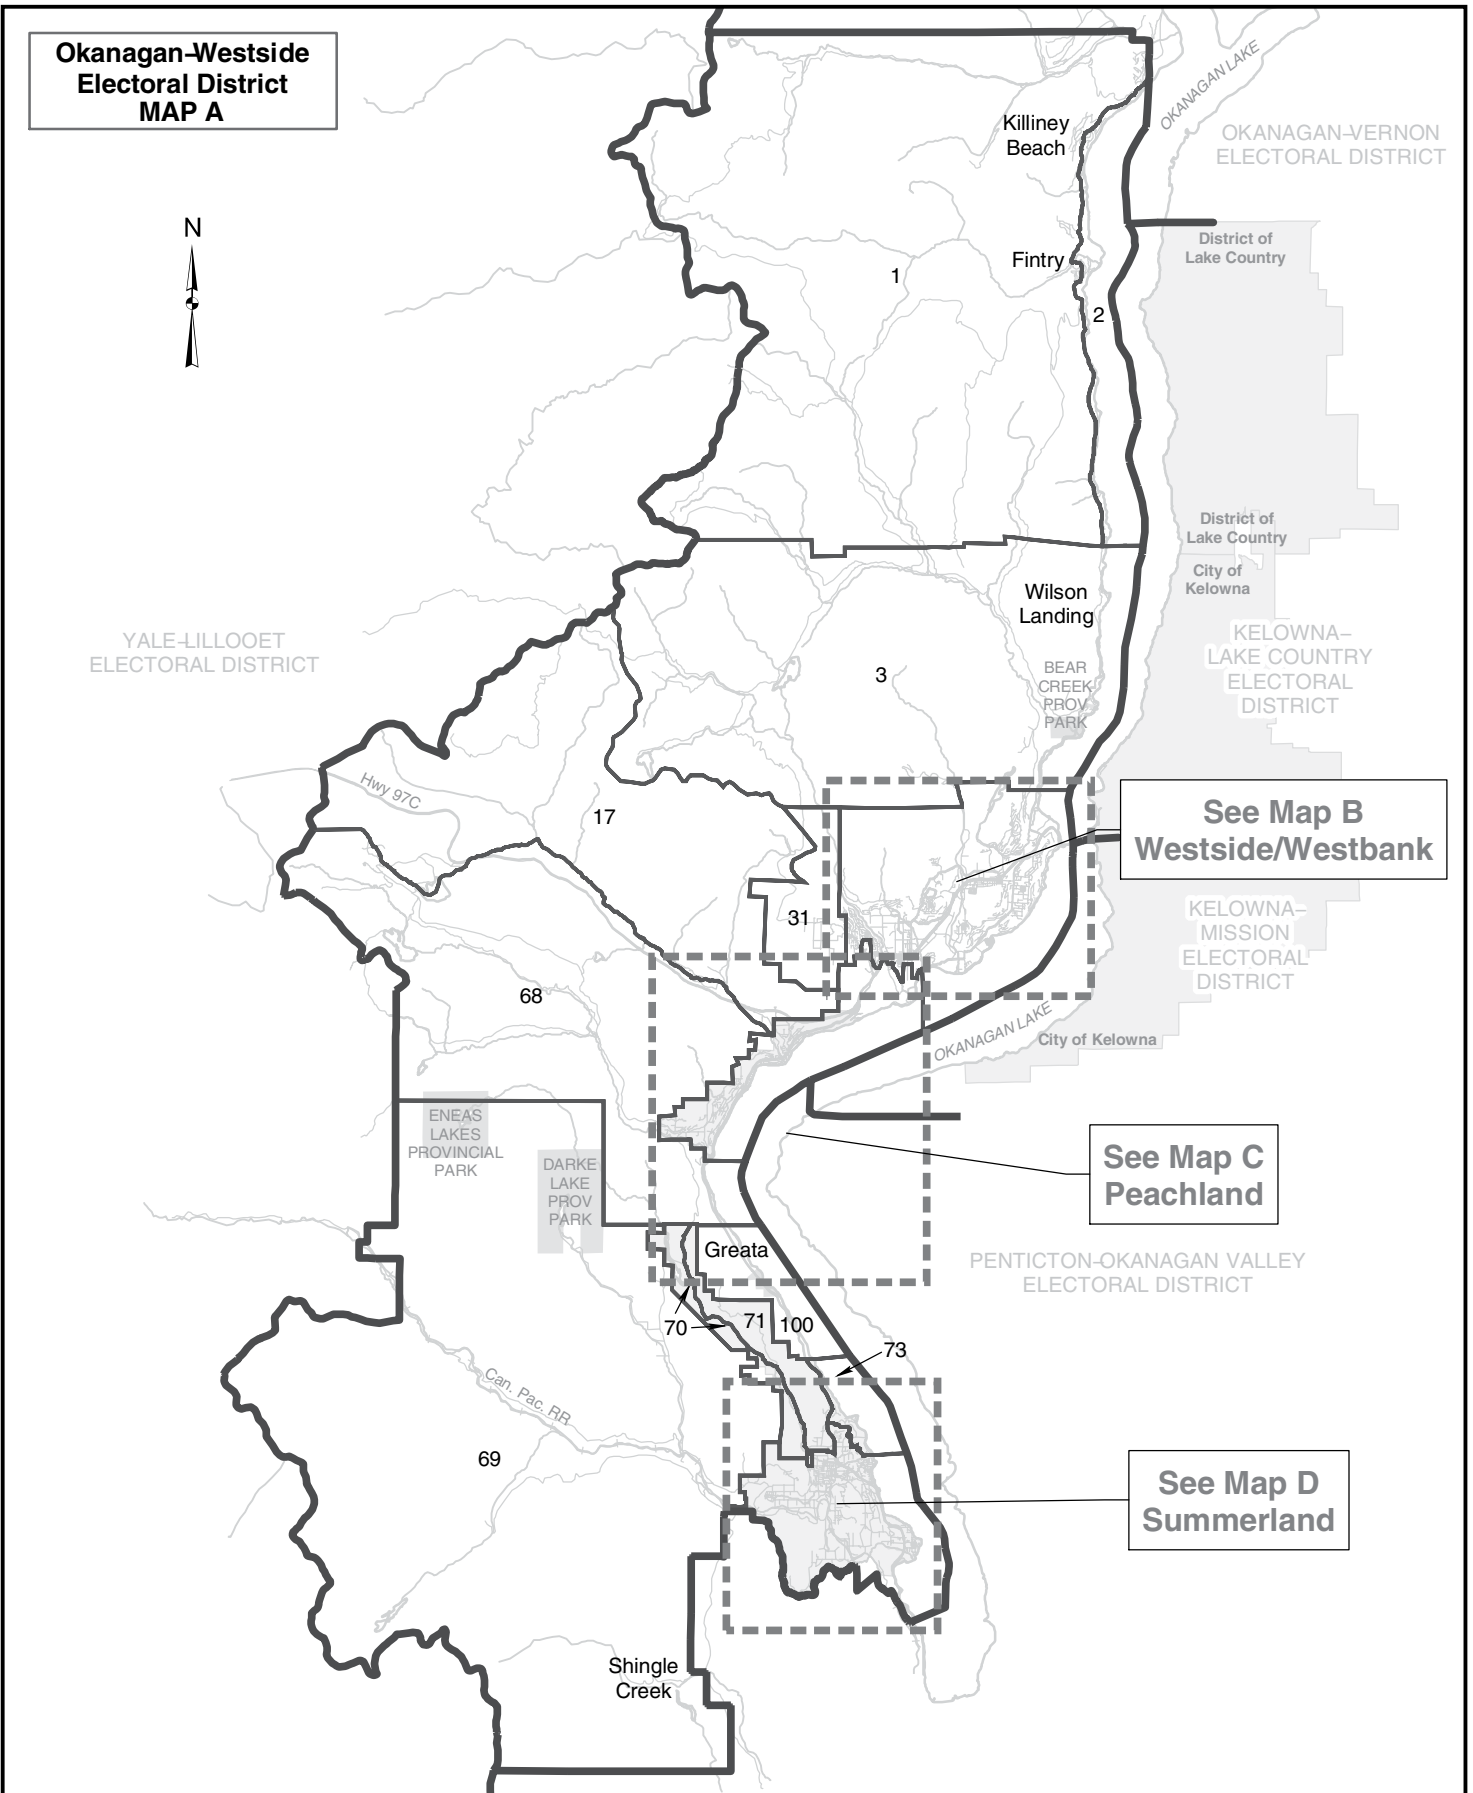 Okanagan–Westside
Electoral District
MAP A
N
OKANAGAN LAKE
Killiney
Beach
OKANAGAN–VERNON
ELECTORAL DISTRICT
District of
Lake Country
Fintry
1
2
District of
Lake Country
City of
Kelowna
Wilson
Landing
YALE–LILLOOET
ELECTORAL DISTRICT
KELOWNA–
LAKE COUNTRY
ELECTORAL
DISTRICT
3
BEAR
CREEK
PROV
PARK
Hwy 97C
17
See Map B
Westside/Westbank
31
KELOWNA–
MISSION
ELECTORAL
DISTRICT
68
OKANAGAN LAKE
City of Kelowna
ENEAS
LAKES
PROVINCIAL
PARK
DARKE
LAKE
PROV
PARK
See Map C
Peachland
Greata
PENTICTON–OKANAGAN VALLEY
ELECTORAL DISTRICT
70
71
100
73
Can. Pac. RR
69
See Map D
Summerland
Shingle
Creek